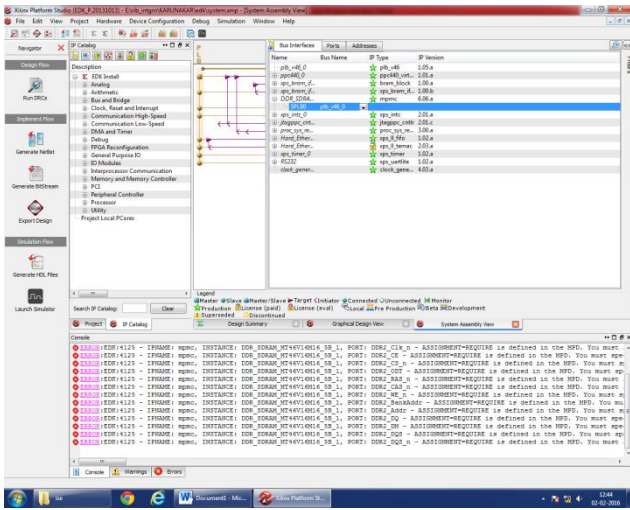 Xilinx Platform Studio (EDK_P.20131013) - E:\vlb_intgrn\KARUNAKAR\edk\system.xmp - [System Assembly View]
File Edit View Project Hardware Device Configuration Debug Simulation Window Help
Navigator
Design Flow
Run DRCs
Implement Flow
Generate Netlist
Generate BitStream
Export Design
Simulation Flow
Generate HDL Files
Launch Simulator
IP Catalog
Description
EDK Install
Analog
Arithmetic
Bus and Bridge
Clock, Reset and Interrupt
Communication High-Speed
Communication Low-Speed
DMA and Timer
Debug
FPGA Reconfiguration
General Purpose IO
IO Modules
Interprocessor Communication
Memory and Memory Controller
PCI
Peripheral Controller
Processor
Utility
Project Local PCores
Search IP Catalog: Clear
Project IP Catalog
Bus Interfaces Ports Addresses
Name Bus Name IP Type IP Version
plb_v46_0 plb_v46 1.05.a
ppc440_0 ppc440_virt... 1.01.a
xps_bram_if... bram_block 1.00.a
xps_bram_if... xps_bram_if... 1.00.b
DDR_SDRA... mpmc 6.06.a
SPLB0 plb_v46_0
xps_intc_0 xps_intc 2.01.a
jtagppc_cnt... jtagppc_cntlr 2.01.c
proc_sys_re... proc_sys_re... 3.00.a
Hard_Ether... xps_ll_fifo 1.02.a
Hard_Ether... xps_ll_temac 2.03.a
xps_timer_0 xps_timer 1.02.a
RS232 xps_uartlite 1.02.a
clock_gener... clock_gene... 4.03.a
Legend
Master Slave Master/Slave Target Initiator Connected Unconnected Monitor
Production License (paid) License (eval) Local Pre Production Beta Development
Superseded Discontinued
Design Summary Graphical Design View System Assembly View
Console
ERROR:EDK:4125 - IPNAME: mpmc, INSTANCE: DDR_SDRAM_MT46V16M16_5B_1, PORT: DDR2_Clk_n - ASSIGNMENT=REQUIRE is defined in the MPD. You must
ERROR:EDK:4125 - IPNAME: mpmc, INSTANCE: DDR_SDRAM_MT46V16M16_5B_1, PORT: DDR2_CE - ASSIGNMENT=REQUIRE is defined in the MPD. You must spe
ERROR:EDK:4125 - IPNAME: mpmc, INSTANCE: DDR_SDRAM_MT46V16M16_5B_1, PORT: DDR2_CS_n - ASSIGNMENT=REQUIRE is defined in the MPD. You must s
ERROR:EDK:4125 - IPNAME: mpmc, INSTANCE: DDR_SDRAM_MT46V16M16_5B_1, PORT: DDR2_ODT - ASSIGNMENT=REQUIRE is defined in the MPD. You must sp
ERROR:EDK:4125 - IPNAME: mpmc, INSTANCE: DDR_SDRAM_MT46V16M16_5B_1, PORT: DDR2_RAS_n - ASSIGNMENT=REQUIRE is defined in the MPD. You must
ERROR:EDK:4125 - IPNAME: mpmc, INSTANCE: DDR_SDRAM_MT46V16M16_5B_1, PORT: DDR2_CAS_n - ASSIGNMENT=REQUIRE is defined in the MPD. You must
ERROR:EDK:4125 - IPNAME: mpmc, INSTANCE: DDR_SDRAM_MT46V16M16_5B_1, PORT: DDR2_WE_n - ASSIGNMENT=REQUIRE is defined in the MPD. You must s
ERROR:EDK:4125 - IPNAME: mpmc, INSTANCE: DDR_SDRAM_MT46V16M16_5B_1, PORT: DDR2_BankAddr - ASSIGNMENT=REQUIRE is defined in the MPD. You mu
ERROR:EDK:4125 - IPNAME: mpmc, INSTANCE: DDR_SDRAM_MT46V16M16_5B_1, PORT: DDR2_Addr - ASSIGNMENT=REQUIRE is defined in the MPD. You must s
ERROR:EDK:4125 - IPNAME: mpmc, INSTANCE: DDR_SDRAM_MT46V16M16_5B_1, PORT: DDR2_DQ - ASSIGNMENT=REQUIRE is defined in the MPD. You must spe
ERROR:EDK:4125 - IPNAME: mpmc, INSTANCE: DDR_SDRAM_MT46V16M16_5B_1, PORT: DDR2_DM - ASSIGNMENT=REQUIRE is defined in the MPD. You must spe
ERROR:EDK:4125 - IPNAME: mpmc, INSTANCE: DDR_SDRAM_MT46V16M16_5B_1, PORT: DDR2_DQS - ASSIGNMENT=REQUIRE is defined in the MPD. You must sp
ERROR:EDK:4125 - IPNAME: mpmc, INSTANCE: DDR_SDRAM_MT46V16M16_5B_1, PORT: DDR2_DQS_n - ASSIGNMENT=REQUIRE is defined in the MPD. You must
Console Warnings Errors
ise
Document1 - Mic...
Xilinx Platform St...
12:44
02-02-2016